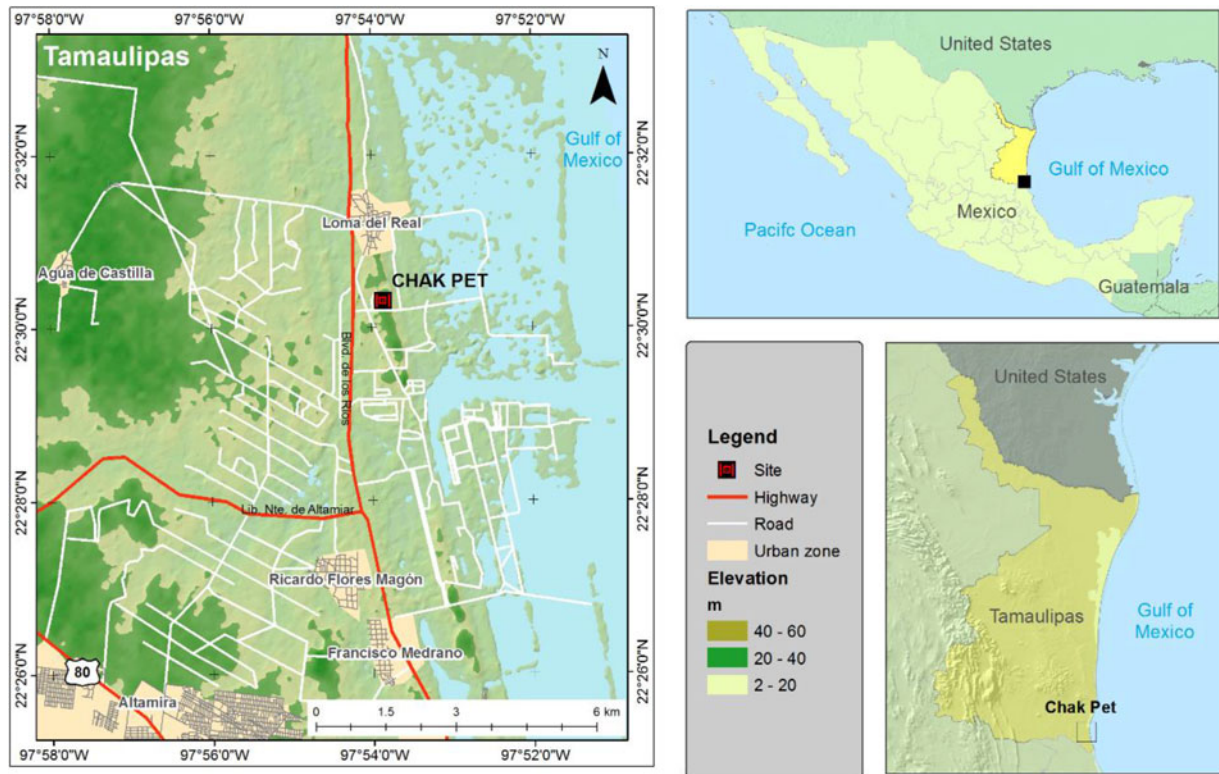 97°58'0"W
97°56'0"W
97°54'0"W
97°52'0"W
Tamaulipas
N
Gulf of
Mexico
22°32'0"N
22°32'0"N
Loma del Real
Agua de Castilla
CHAK PET
22°30'0"N
22°30'0"N
Blvd. de los Ríos
22°28'0"N
22°28'0"N
Lib. Nte. de Altamiar
Ricardo Flores Magón
Francisco Medrano
22°26'0"N
22°26'0"N
80
Altamira
0 1.5 3 6 km
97°58'0"W
97°56'0"W
97°54'0"W
97°52'0"W
United States
Gulf of Mexico
Mexico
Pacifc Ocean
Guatemala
Legend
Site
Highway
Road
Urban zone
Elevation
m
40 - 60
20 - 40
2 - 20
United States
Tamaulipas
Gulf of
Mexico
Chak Pet